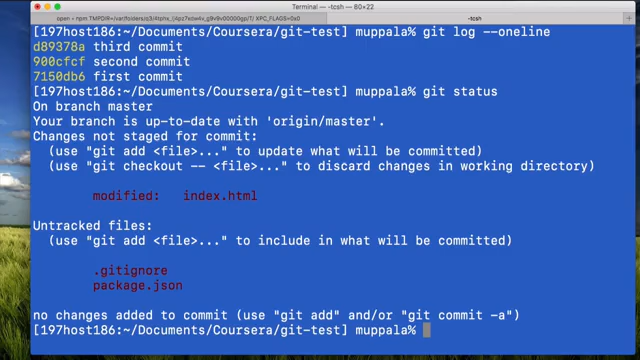 Terminal — -tcsh — 80×22
-tcsh
[197host186:~/Documents/Coursera/git-test] muppala% git log --oneline
d89378a third commit
900cfcf second commit
7150db6 first commit
[197host186:~/Documents/Coursera/git-test] muppala% git status
On branch master
Your branch is up-to-date with 'origin/master'.
Changes not staged for commit:
(use "git add <file>..." to update what will be committed)
(use "git checkout -- <file>..." to discard changes in working directory)
modified: index.html
Untracked files:
(use "git add <file>..." to include in what will be committed)
.gitignore
package.json
no changes added to commit (use "git add" and/or "git commit -a")
[197host186:~/Documents/Coursera/git-test] muppala%